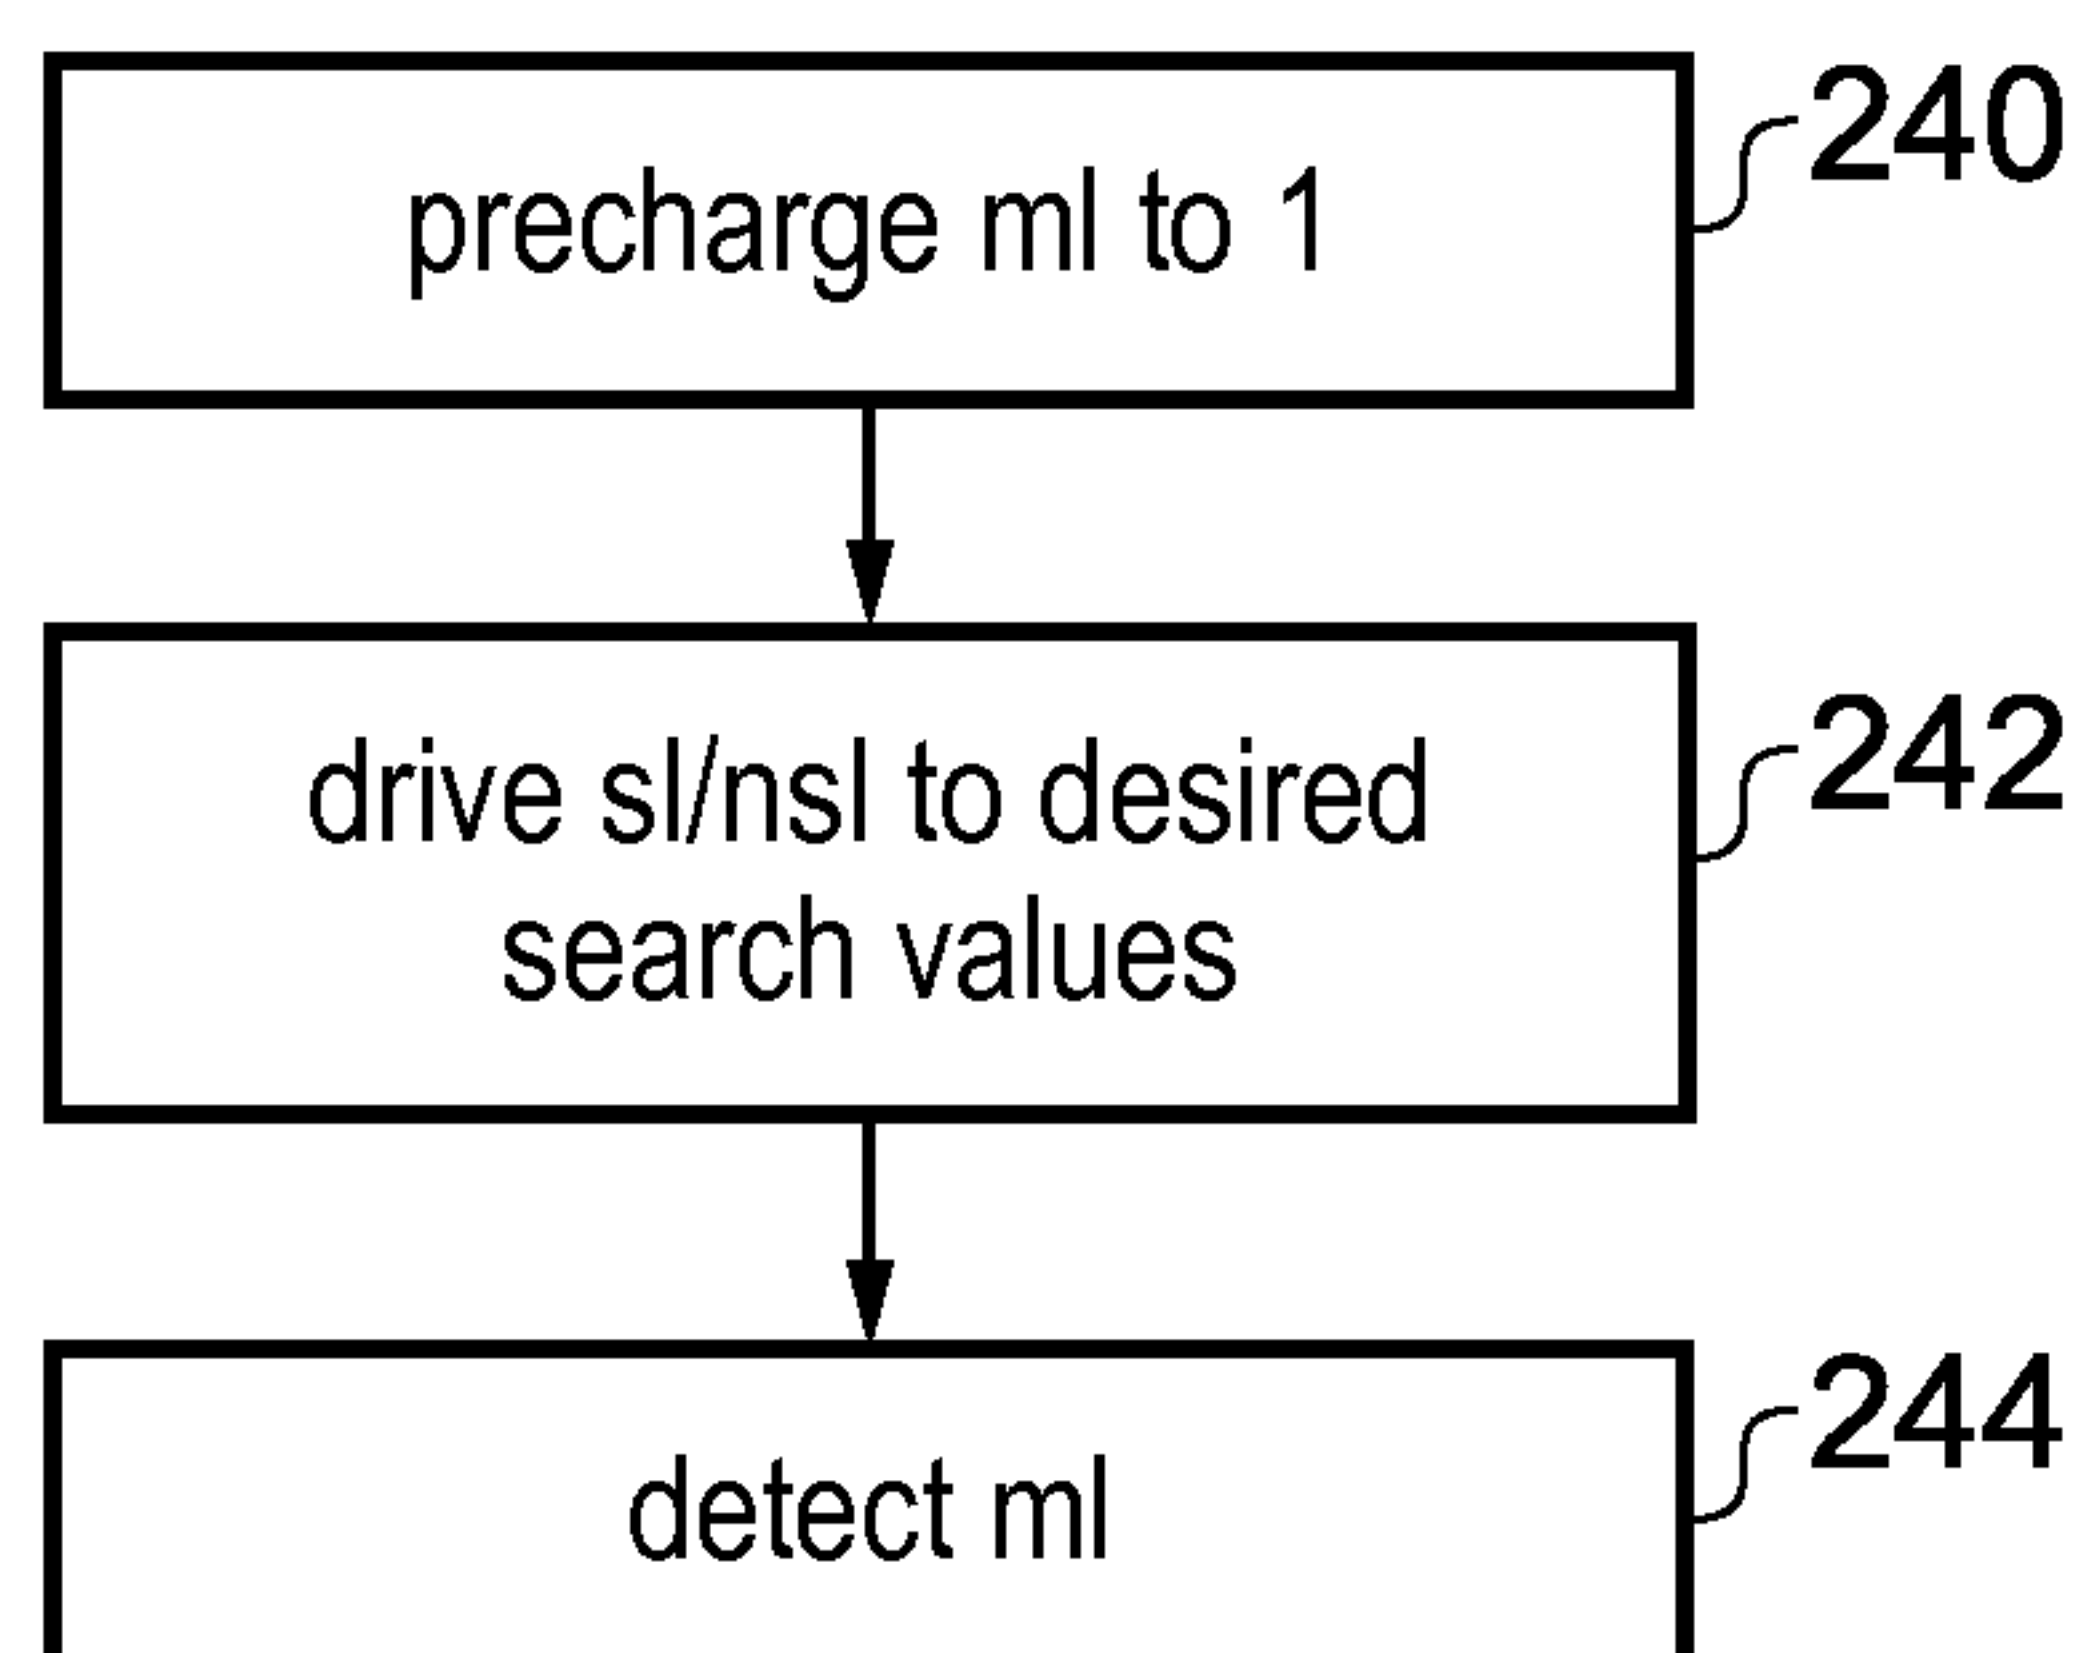 precharge ml to 1
240
drive sl/nsl to desired
search values
242
detect ml
244